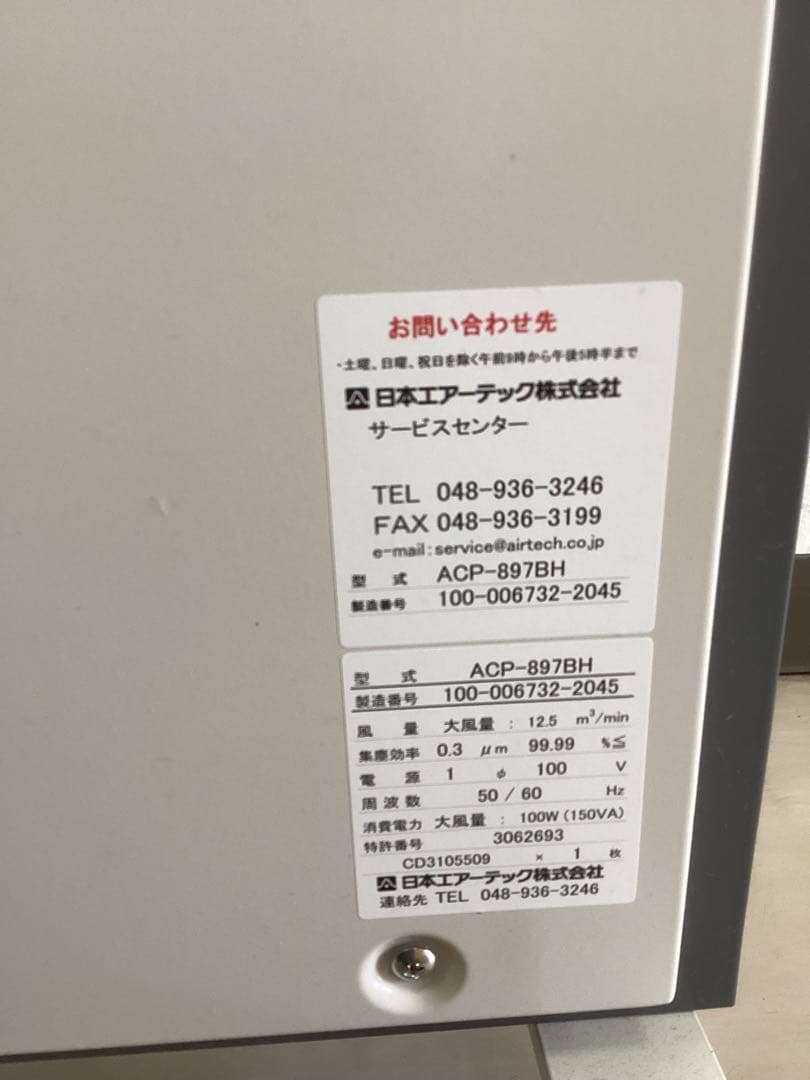 お問い合わせ先
・土曜、日曜、祝日を除く午前9時から午後5時半まで
日本エアーテック株式会社
サービスセンター
TEL 048-936-3246
FAX 048-936-3199
e-mail:service@airtech.co.jp
型 式 ACP-897BH
製造番号 100-006732-2045
型 式 ACP-897BH
製造番号 100-006732-2045
風 量 大風量 : 12.5 m³/min
集塵効率 0.3 μm 99.99 %≦
電 源 1 φ 100 V
周波数 50 / 60 Hz
消費電力 大風量 : 100W (150VA)
特許番号 3062693
CD3105509 × 1 枚
日本エアーテック株式会社
連絡先 TEL 048-936-3246